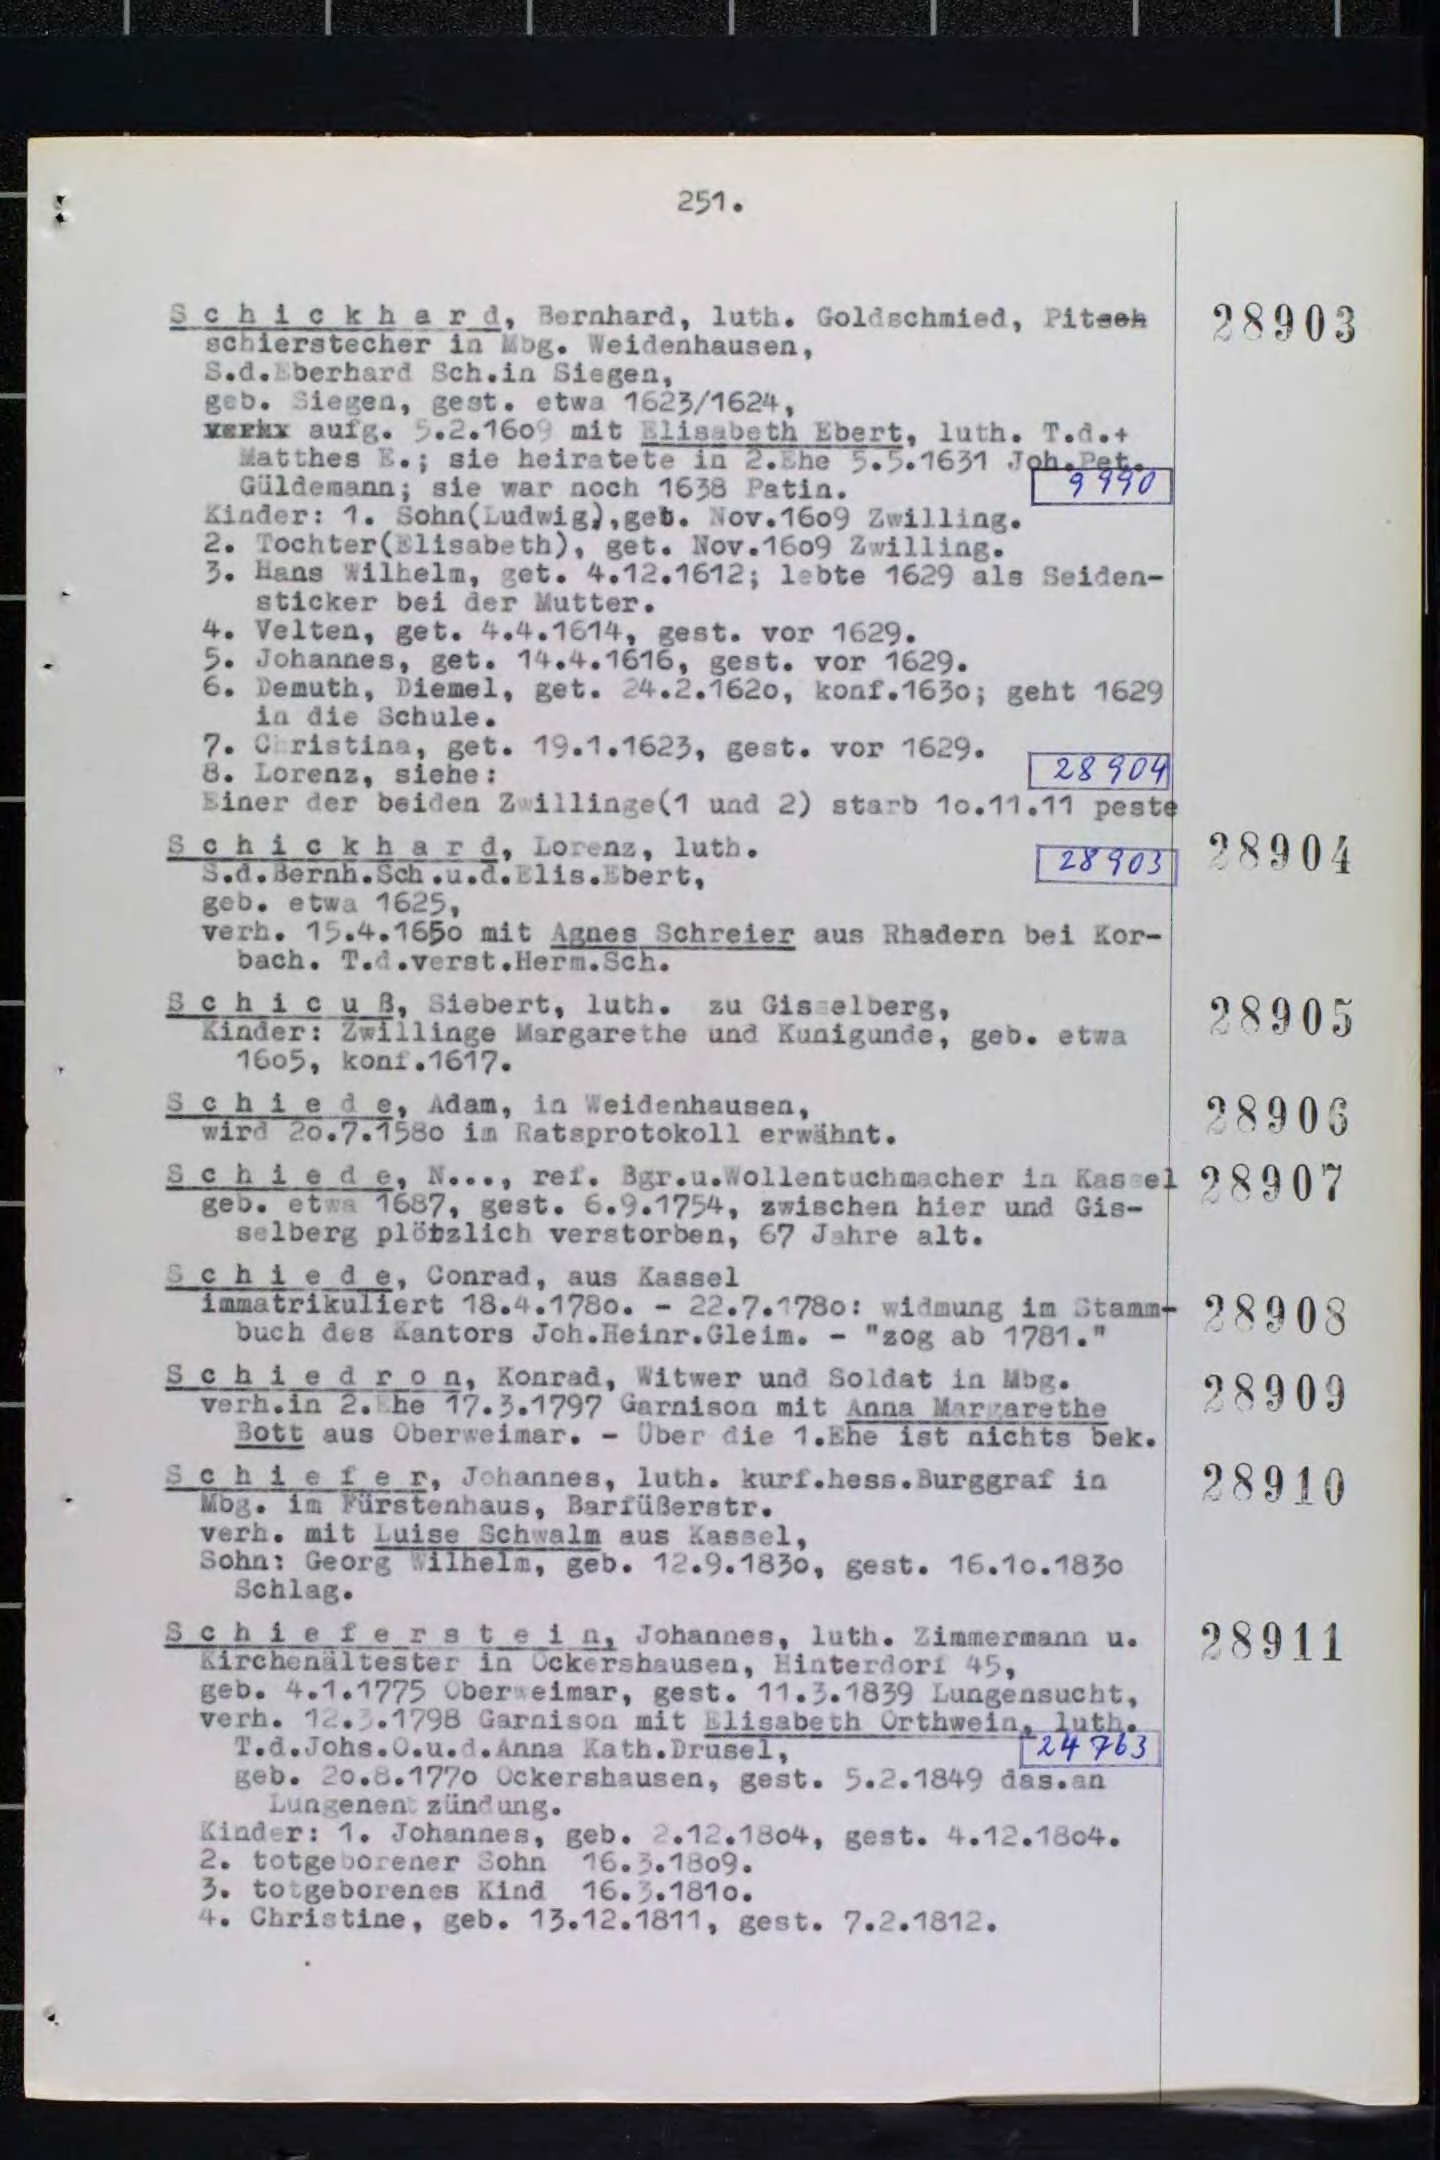 251.
S c h i c k h a r d, Bernhard, luth. Goldschmied, Pitsch 28903
schierstecher in Mbg. Weidenhausen,
S.d.Eberhard Sch.in Siegen,
geb. Siegen, gest. etwa 1623/1624,
verhx aufg. 5.2.1609 mit Elisabeth Ebert, luth. T.d.+
Matthes E.; sie heiratete in 2.Ehe 5.5.1631 Joh.Pet.
Güldemann; sie war noch 1638 Patin. 9990
Kinder: 1. Sohn(Ludwig),get. Nov.1609 Zwilling.
2. Tochter(Elisabeth), get. Nov.1609 Zwilling.
3. Hans Wilhelm, get. 4.12.1612; lebte 1629 als Seiden-
sticker bei der Mutter.
4. Velten, get. 4.4.1614, gest. vor 1629.
5. Johannes, get. 14.4.1616, gest. vor 1629.
6. Demuth, Diemel, get. 24.2.1620, konf.1630; geht 1629
in die Schule.
7. Christina, get. 19.1.1623, gest. vor 1629.
8. Lorenz, siehe: 28904
Einer der beiden Zwillinge(1 und 2) starb 10.11.11 peste
S c h i c k h a r d, Lorenz, luth. 28904
S.d.Bernh.Sch.u.d.Elis.Ebert, 28903
geb. etwa 1625,
verh. 15.4.1650 mit Agnes Schreier aus Rhadern bei Kor-
bach. T.d.verst.Herm.Sch.
S c h i c u ß, Siebert, luth. zu Gisselberg, 28905
Kinder: Zwillinge Margarethe und Kunigunde, geb. etwa
1605, konf.1617.
S c h i e d e, Adam, in Weidenhausen, 28906
wird 20.7.1580 im Ratsprotokoll erwähnt.
S c h i e d e, N..., ref. Bgr.u.Wollentuchmacher in Kassel 28907
geb. etwa 1687, gest. 6.9.1754, zwischen hier und Gis-
selberg plötzlich verstorben, 67 Jahre alt.
S c h i e d e, Conrad, aus Kassel
immatrikuliert 18.4.1780. - 22.7.1780: widmung im Stamm- 28908
buch des Kantors Joh.Heinr.Gleim. - "zog ab 1781."
S c h i e d r o n, Konrad, Witwer und Soldat in Mbg. 28909
verh.in 2.Ehe 17.3.1797 Garnison mit Anna Margarethe
Bott aus Oberweimar. - Über die 1.Ehe ist nichts bek.
S c h i e f e r, Johannes, luth. kurf.hess.Burggraf in 28910
Mbg. im Fürstenhaus, Barfüßerstr.
verh. mit Luise Schwalm aus Kassel,
Sohn: Georg Wilhelm, geb. 12.9.1830, gest. 16.10.1830
Schlag.
S c h i e f e r s t e i n, Johannes, luth. Zimmermann u. 28911
Kirchenältester in Ockershausen, Hinterdorf 45,
geb. 4.1.1775 Oberweimar, gest. 11.3.1839 Lungensucht,
verh. 12.3.1798 Garnison mit Elisabeth Orthwein, luth.
T.d.Johs.O.u.d.Anna Kath.Drusel, 24763
geb. 20.8.1770 Ockershausen, gest. 5.2.1849 das.an
Lungenentzündung.
Kinder: 1. Johannes, geb. 2.12.1804, gest. 4.12.1804.
2. totgeborener Sohn 16.3.1809.
3. totgeborenes Kind 16.3.1810.
4. Christine, geb. 13.12.1811, gest. 7.2.1812.